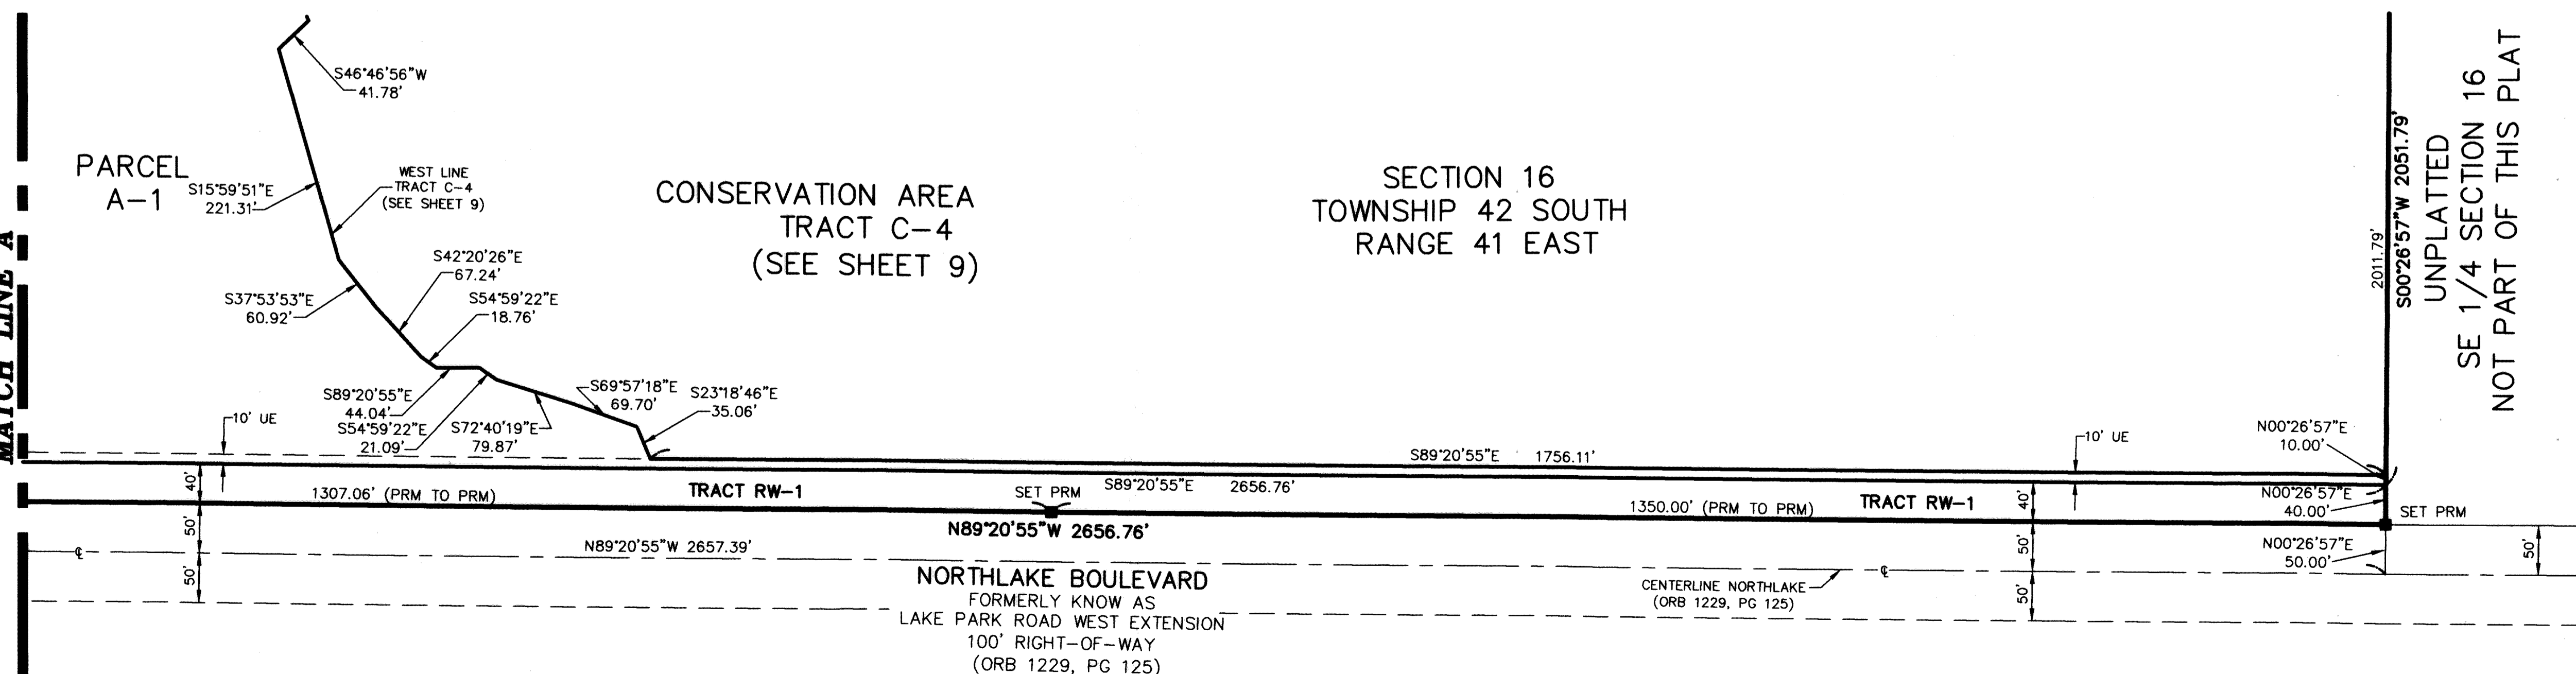 MATCH LINE A
S46°46'56"W
41.78'
PARCEL
A-1
S15°59'51"E
221.31'
WEST LINE
TRACT C-4
(SEE SHEET 9)
S42°20'26"E
67.24'
S37°53'53"E
60.92'
S54°59'22"E
18.76'
S89°20'55"E
44.04'
S54°59'22"E
21.09'
S72°40'19"E
79.87'
S69°57'18"E
69.70'
S23°18'46"E
35.06'
CONSERVATION AREA
TRACT C-4
(SEE SHEET 9)
SECTION 16
TOWNSHIP 42 SOUTH
RANGE 41 EAST
2011.79'
S00°26'57"W 2051.79'
UNPLATTED
SE 1/4 SECTION 16
NOT PART OF THIS PLAT
10' UE
S89°20'55"E 1756.11'
10' UE
N00°26'57"E
10.00'
40'
1307.06' (PRM TO PRM)
TRACT RW-1
SET PRM
S89°20'55"E 2656.76'
1350.00' (PRM TO PRM)
TRACT RW-1
40'
N00°26'57"E
40.00'
SET PRM
N89°20'55"W 2656.76'
50'
N89°20'55"W 2657.39'
50'
N00°26'57"E
50.00'
50'
℄
℄
50'
NORTHLAKE BOULEVARD
FORMERLY KNOW AS
LAKE PARK ROAD WEST EXTENSION
100' RIGHT-OF-WAY
(ORB 1229, PG 125)
CENTERLINE NORTHLAKE
(ORB 1229, PG 125)
50'